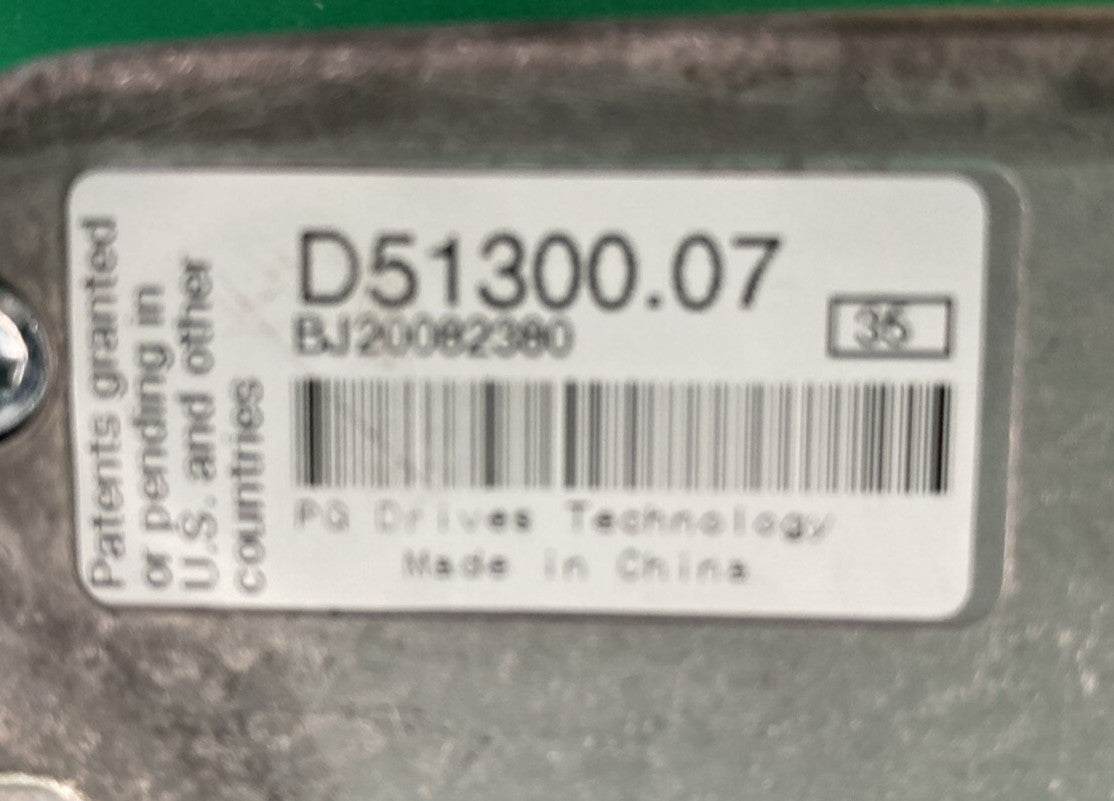 Patents granted
or pending in
U.S. and other
countries
D51300.07
BJ20082380
35
PG Drives Technology
Made in China